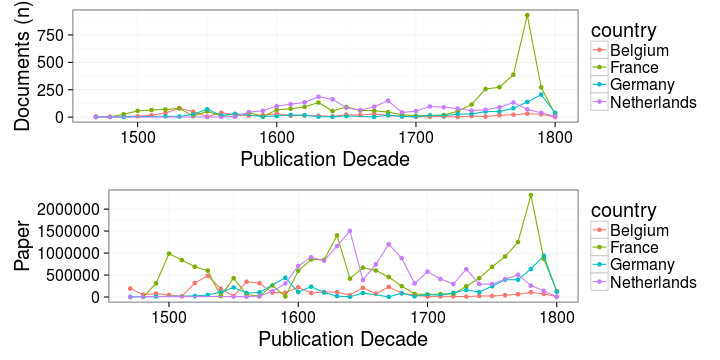 Documents (n)
750
500
250
0
1500
1600
1700
1800
Publication Decade
country
Belgium
France
Germany
Netherlands
Paper
2000000
1500000
1000000
500000
0
1500
1600
1700
1800
Publication Decade
country
Belgium
France
Germany
Netherlands